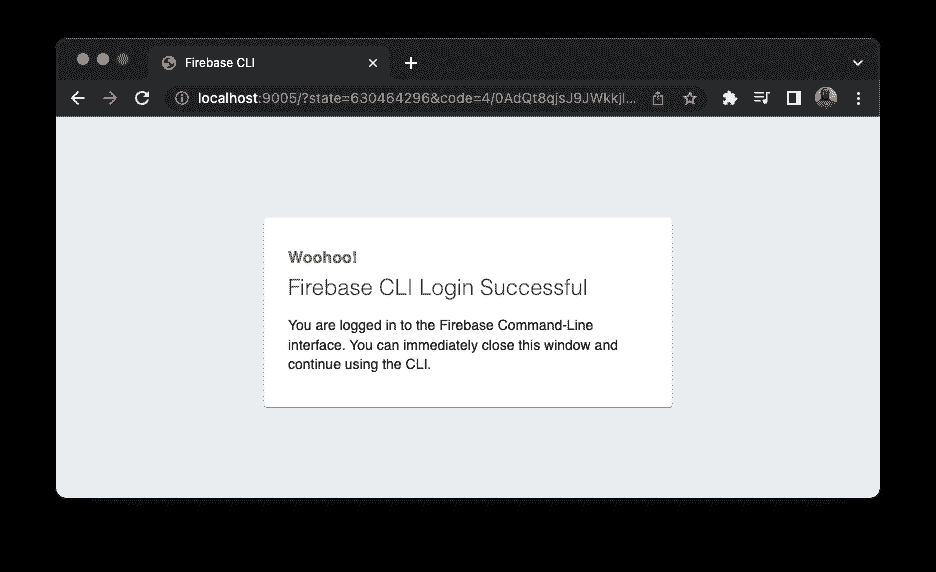 Firebase CLI
localhost:9005/?state=630464296&code=4/0AdQt8qjsJ9JWkkjl...
Woohoo!
Firebase CLI Login Successful
You are logged in to the Firebase Command-Line
interface. You can immediately close this window and
continue using the CLI.